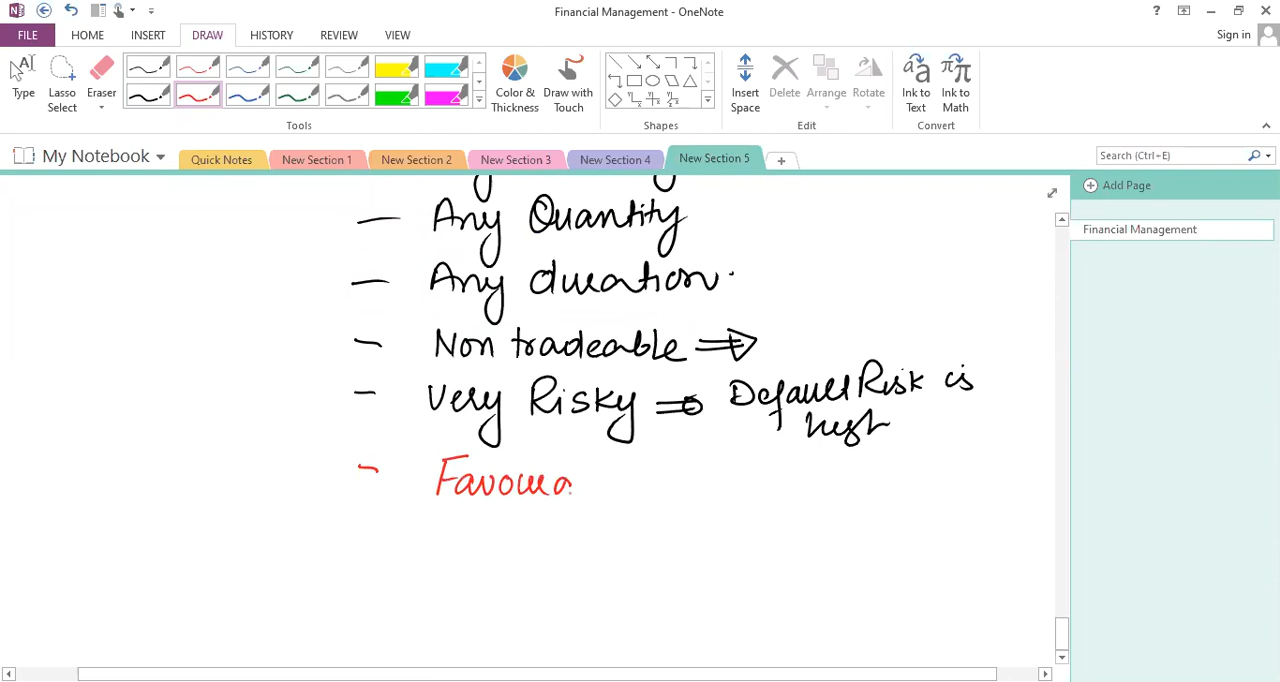 Financial Management - OneNote
FILE HOME INSERT DRAW HISTORY REVIEW VIEW
Sign in
Type
Lasso Select
Eraser
Color & Thickness
Draw with Touch
Insert Space
Delete
Arrange
Rotate
Ink to Text
Ink to Math
Tools
Shapes
Edit
Convert
My Notebook
Quick Notes
New Section 1
New Section 2
New Section 3
New Section 4
New Section 5
Search (Ctrl+E)
Add Page
Financial Management
— Any Quantity
— Any duration
- Non tradeable ⇒
- Very Risky ⇒ Default Risk is
high
- Favoura